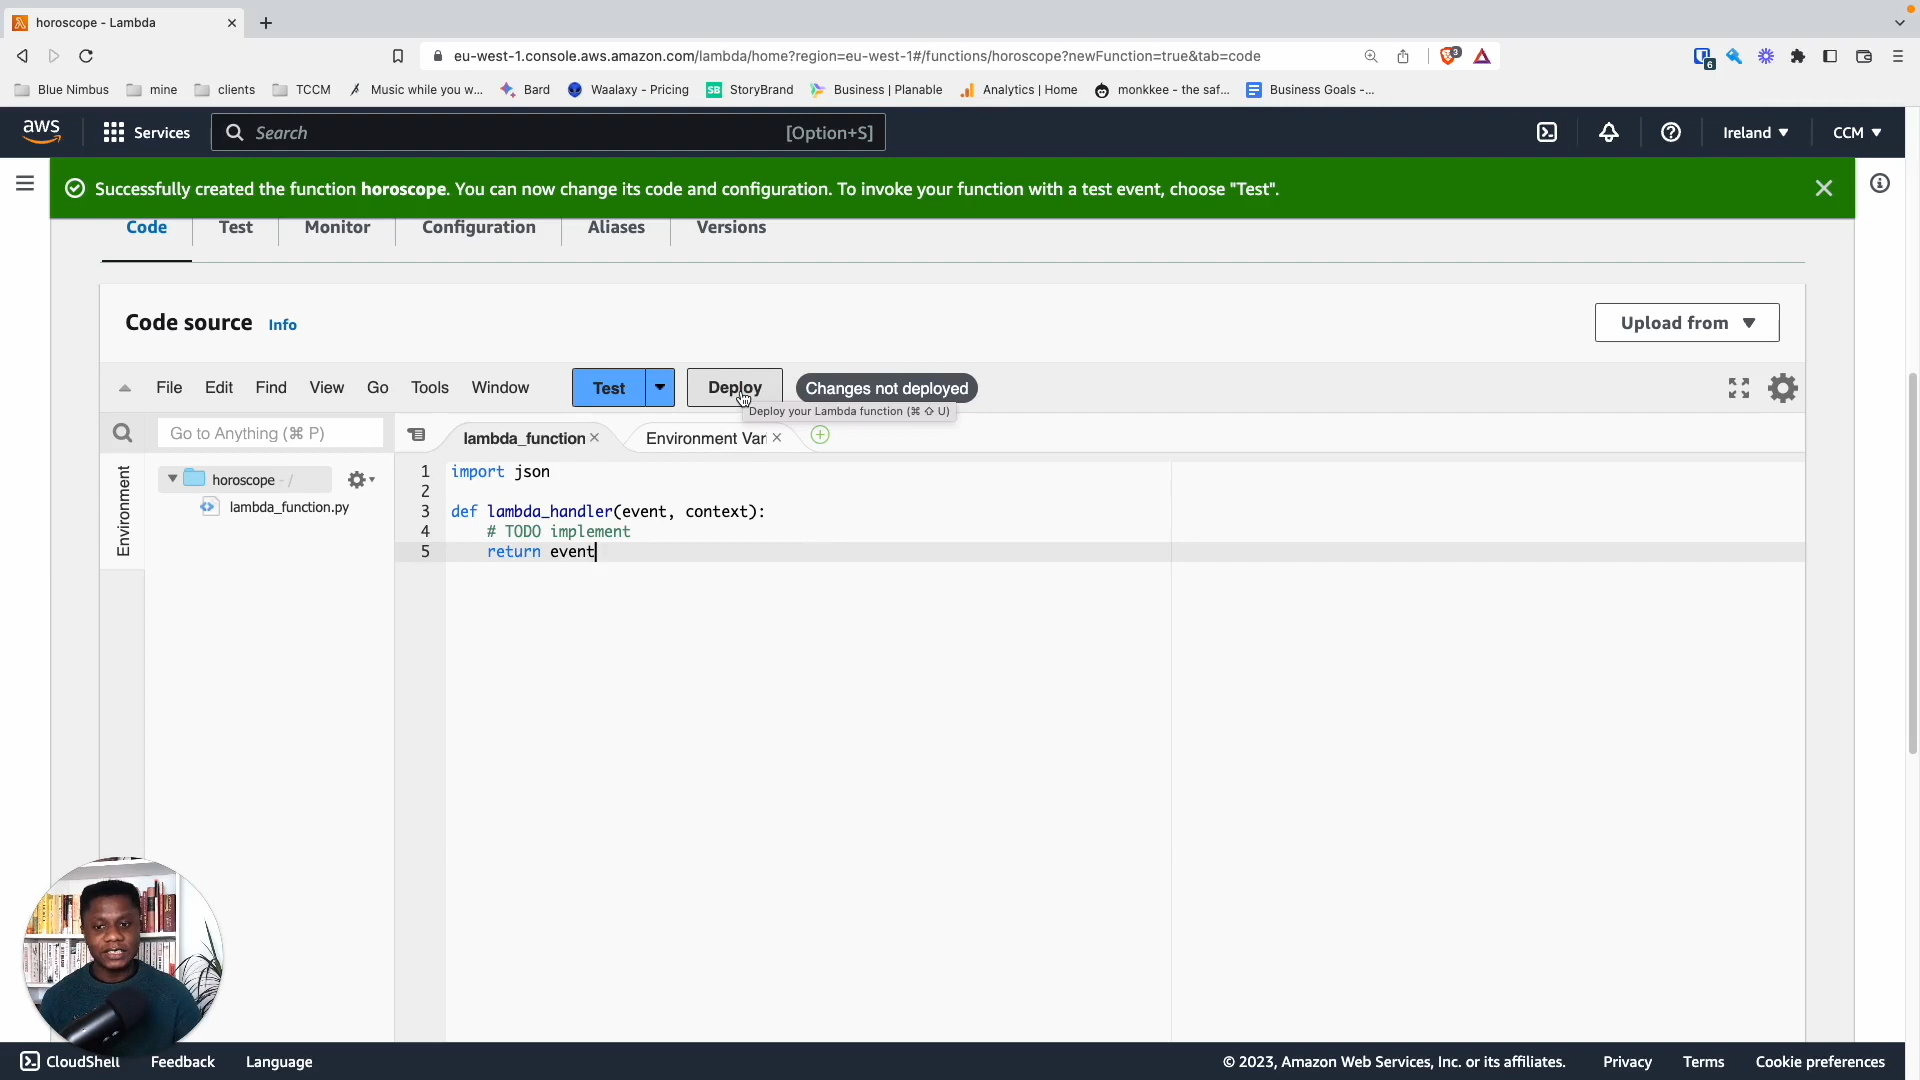 horoscope - Lambda
eu-west-1.console.aws.amazon.com/lambda/home?region=eu-west-1#/functions/horoscope?newFunction=true&tab=code
3
6
Blue Nimbus mine clients TCCM Music while you w... Bard Waalaxy - Pricing SB StoryBrand Business | Planable Analytics | Home monkkee - the saf... Business Goals -...
aws Services Search [Option+S] Ireland CCM
Successfully created the function horoscope. You can now change its code and configuration. To invoke your function with a test event, choose "Test".
Code Test Monitor Configuration Aliases Versions
Code source Info Upload from
File Edit Find View Go Tools Window Test Deploy Changes not deployed
Deploy your Lambda function (⌘ ⇧ U)
Go to Anything (⌘ P) lambda_function Environment Var
Environment
horoscope - /
lambda_function.py
1 import json
2
3 def lambda_handler(event, context):
4 # TODO implement
5 return event
CloudShell Feedback Language © 2023, Amazon Web Services, Inc. or its affiliates. Privacy Terms Cookie preferences